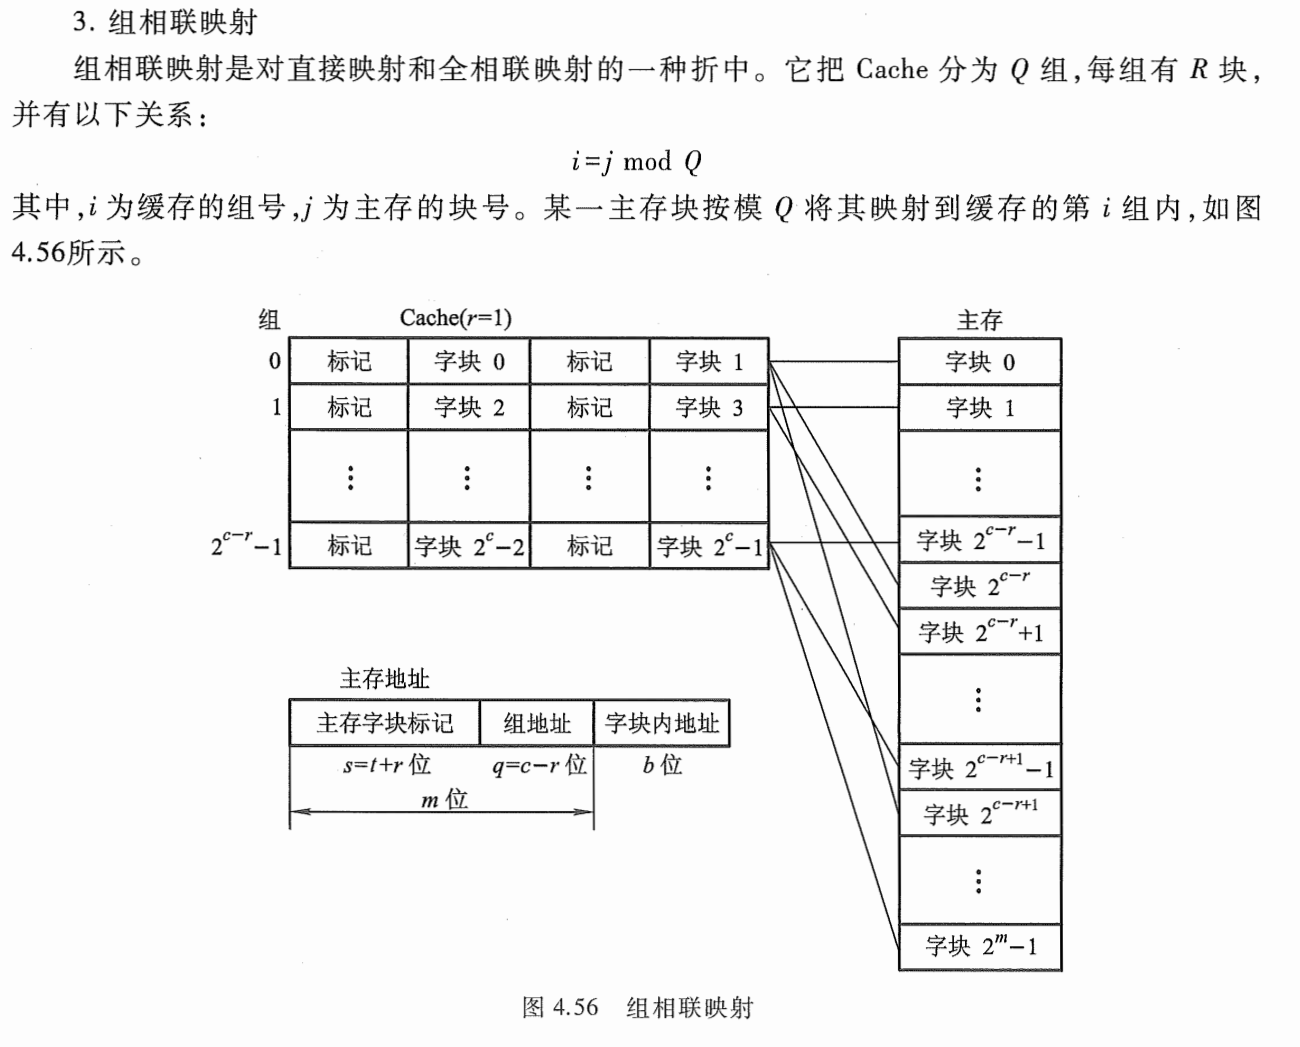 3. 组相联映射
组相联映射是对直接映射和全相联映射的一种折中。它把 Cache 分为 Q 组,每组有 R 块,
并有以下关系:
i=j mod Q
其中,i 为缓存的组号,j 为主存的块号。某一主存块按模 Q 将其映射到缓存的第 i 组内,如图
4.56所示。
组 Cache(r=1) 主存
0 标记 字块 0 标记 字块 1 字块 0
1 标记 字块 2 标记 字块 3 字块 1
⋮ ⋮ ⋮ ⋮ ⋮
2^{c-r}-1 标记 字块 2^c-2 标记 字块 2^c-1 字块 2^{c-r}-1
字块 2^{c-r}
字块 2^{c-r}+1
⋮
主存地址
主存字块标记 组地址 字块内地址
s=t+r 位 q=c-r 位 b 位
m 位
字块 2^{c-r+1}-1
字块 2^{c-r+1}
⋮
字块 2^m-1
图 4.56 组相联映射